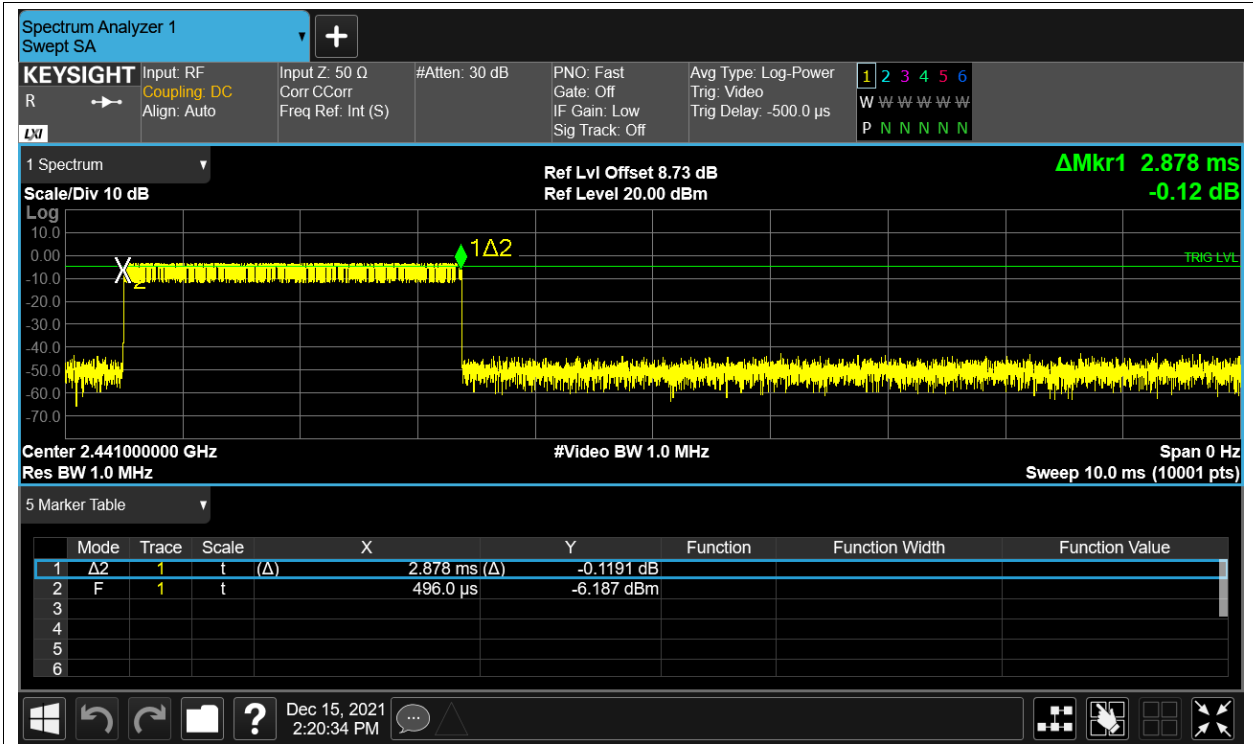 Spectrum Analyzer 1
Swept SA
KEYSIGHT Input: RF Input Z: 50 Ω #Atten: 30 dB PNO: Fast Avg Type: Log-Power 1 2 3 4 5 6
R Coupling: DC Corr CCorr Gate: Off Trig: Video W W W W W W
Align: Auto Freq Ref: Int (S) IF Gain: Low Trig Delay: -500.0 µs
LXI Sig Track: Off P N N N N N
1 Spectrum Ref Lvl Offset 8.73 dB ΔMkr1 2.878 ms
Scale/Div 10 dB Ref Level 20.00 dBm -0.12 dB
Log
10.0
0.00
-10.0
-20.0
-30.0
-40.0
-50.0
-60.0
-70.0
X
2
1Δ2
TRIG LVL
Center 2.441000000 GHz #Video BW 1.0 MHz Span 0 Hz
Res BW 1.0 MHz Sweep 10.0 ms (10001 pts)
5 Marker Table
Mode Trace Scale X Y Function Function Width Function Value
1 Δ2 1 t (Δ) 2.878 ms (Δ) -0.1191 dB
2 F 1 t 496.0 µs -6.187 dBm
3
4
5
6
? Dec 15, 2021
2:20:34 PM